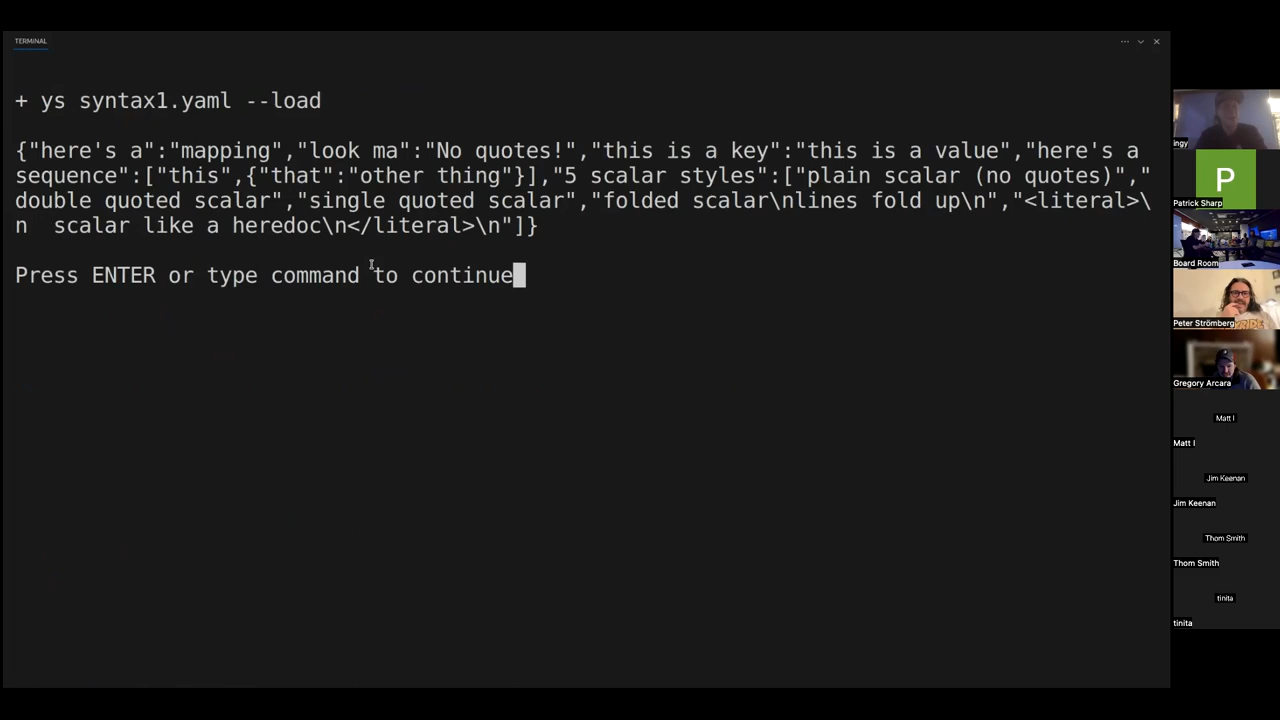 TERMINAL
+ ys syntax1.yaml --load
{"here's a":"mapping","look ma":"No quotes!","this is a key":"this is a value","here's a
sequence":["this",{"that":"other thing"}],"5 scalar styles":["plain scalar (no quotes)","
double quoted scalar","single quoted scalar","folded scalar\nlines fold up\n","<literal>\
n  scalar like a heredoc\n</literal>\n"]}
Press ENTER or type command to continue
ingy
P
Patrick Sharp
Board Room
Peter Strömberg
Gregory Arcara
Matt I
Matt I
Jim Keenan
Jim Keenan
Thom Smith
Thom Smith
tinita
tinita